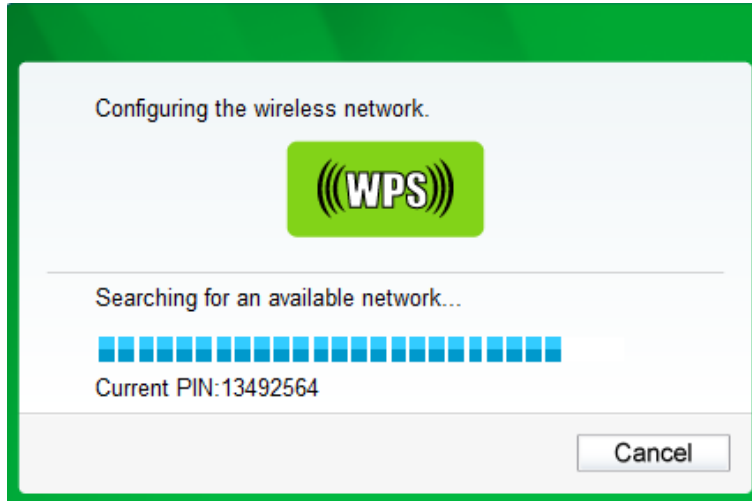 Configuring the wireless network.
(((WPS)))
Searching for an available network...
Current PIN:13492564
Cancel